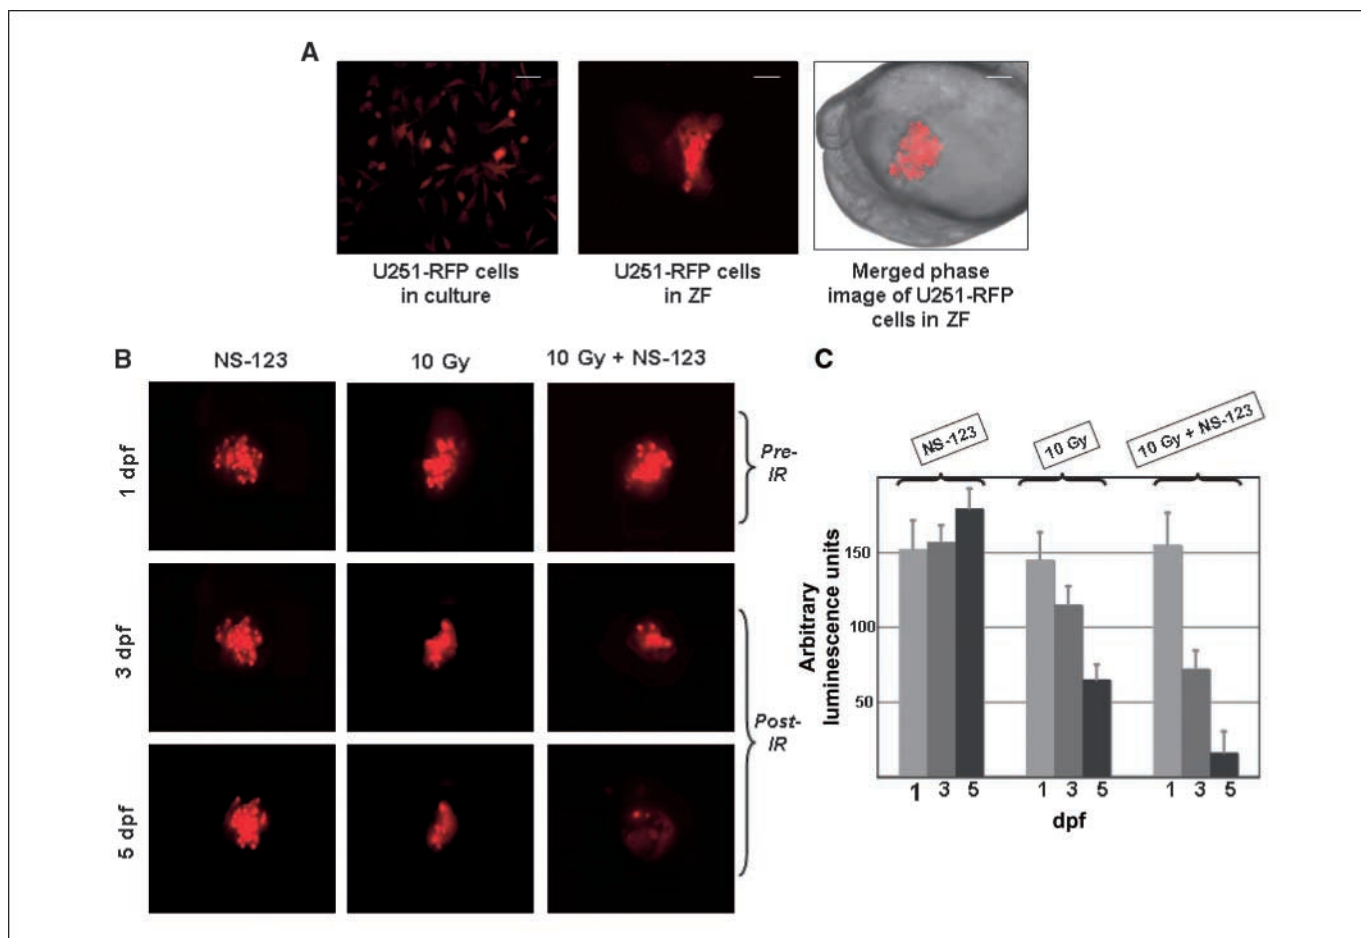 A
U251-RFP cells
in culture
U251-RFP cells
in ZF
Merged phase
image of U251-RFP
cells in ZF
B
NS-123
10 Gy
10 Gy + NS-123
1 dpf
3 dpf
5 dpf
Pre-
IR
Post-
IR
C
NS-123
10 Gy
10 Gy + NS-123
Arbitrary
luminescence units
150
100
50
1 3 5
1 3 5
1 3 5
dpf